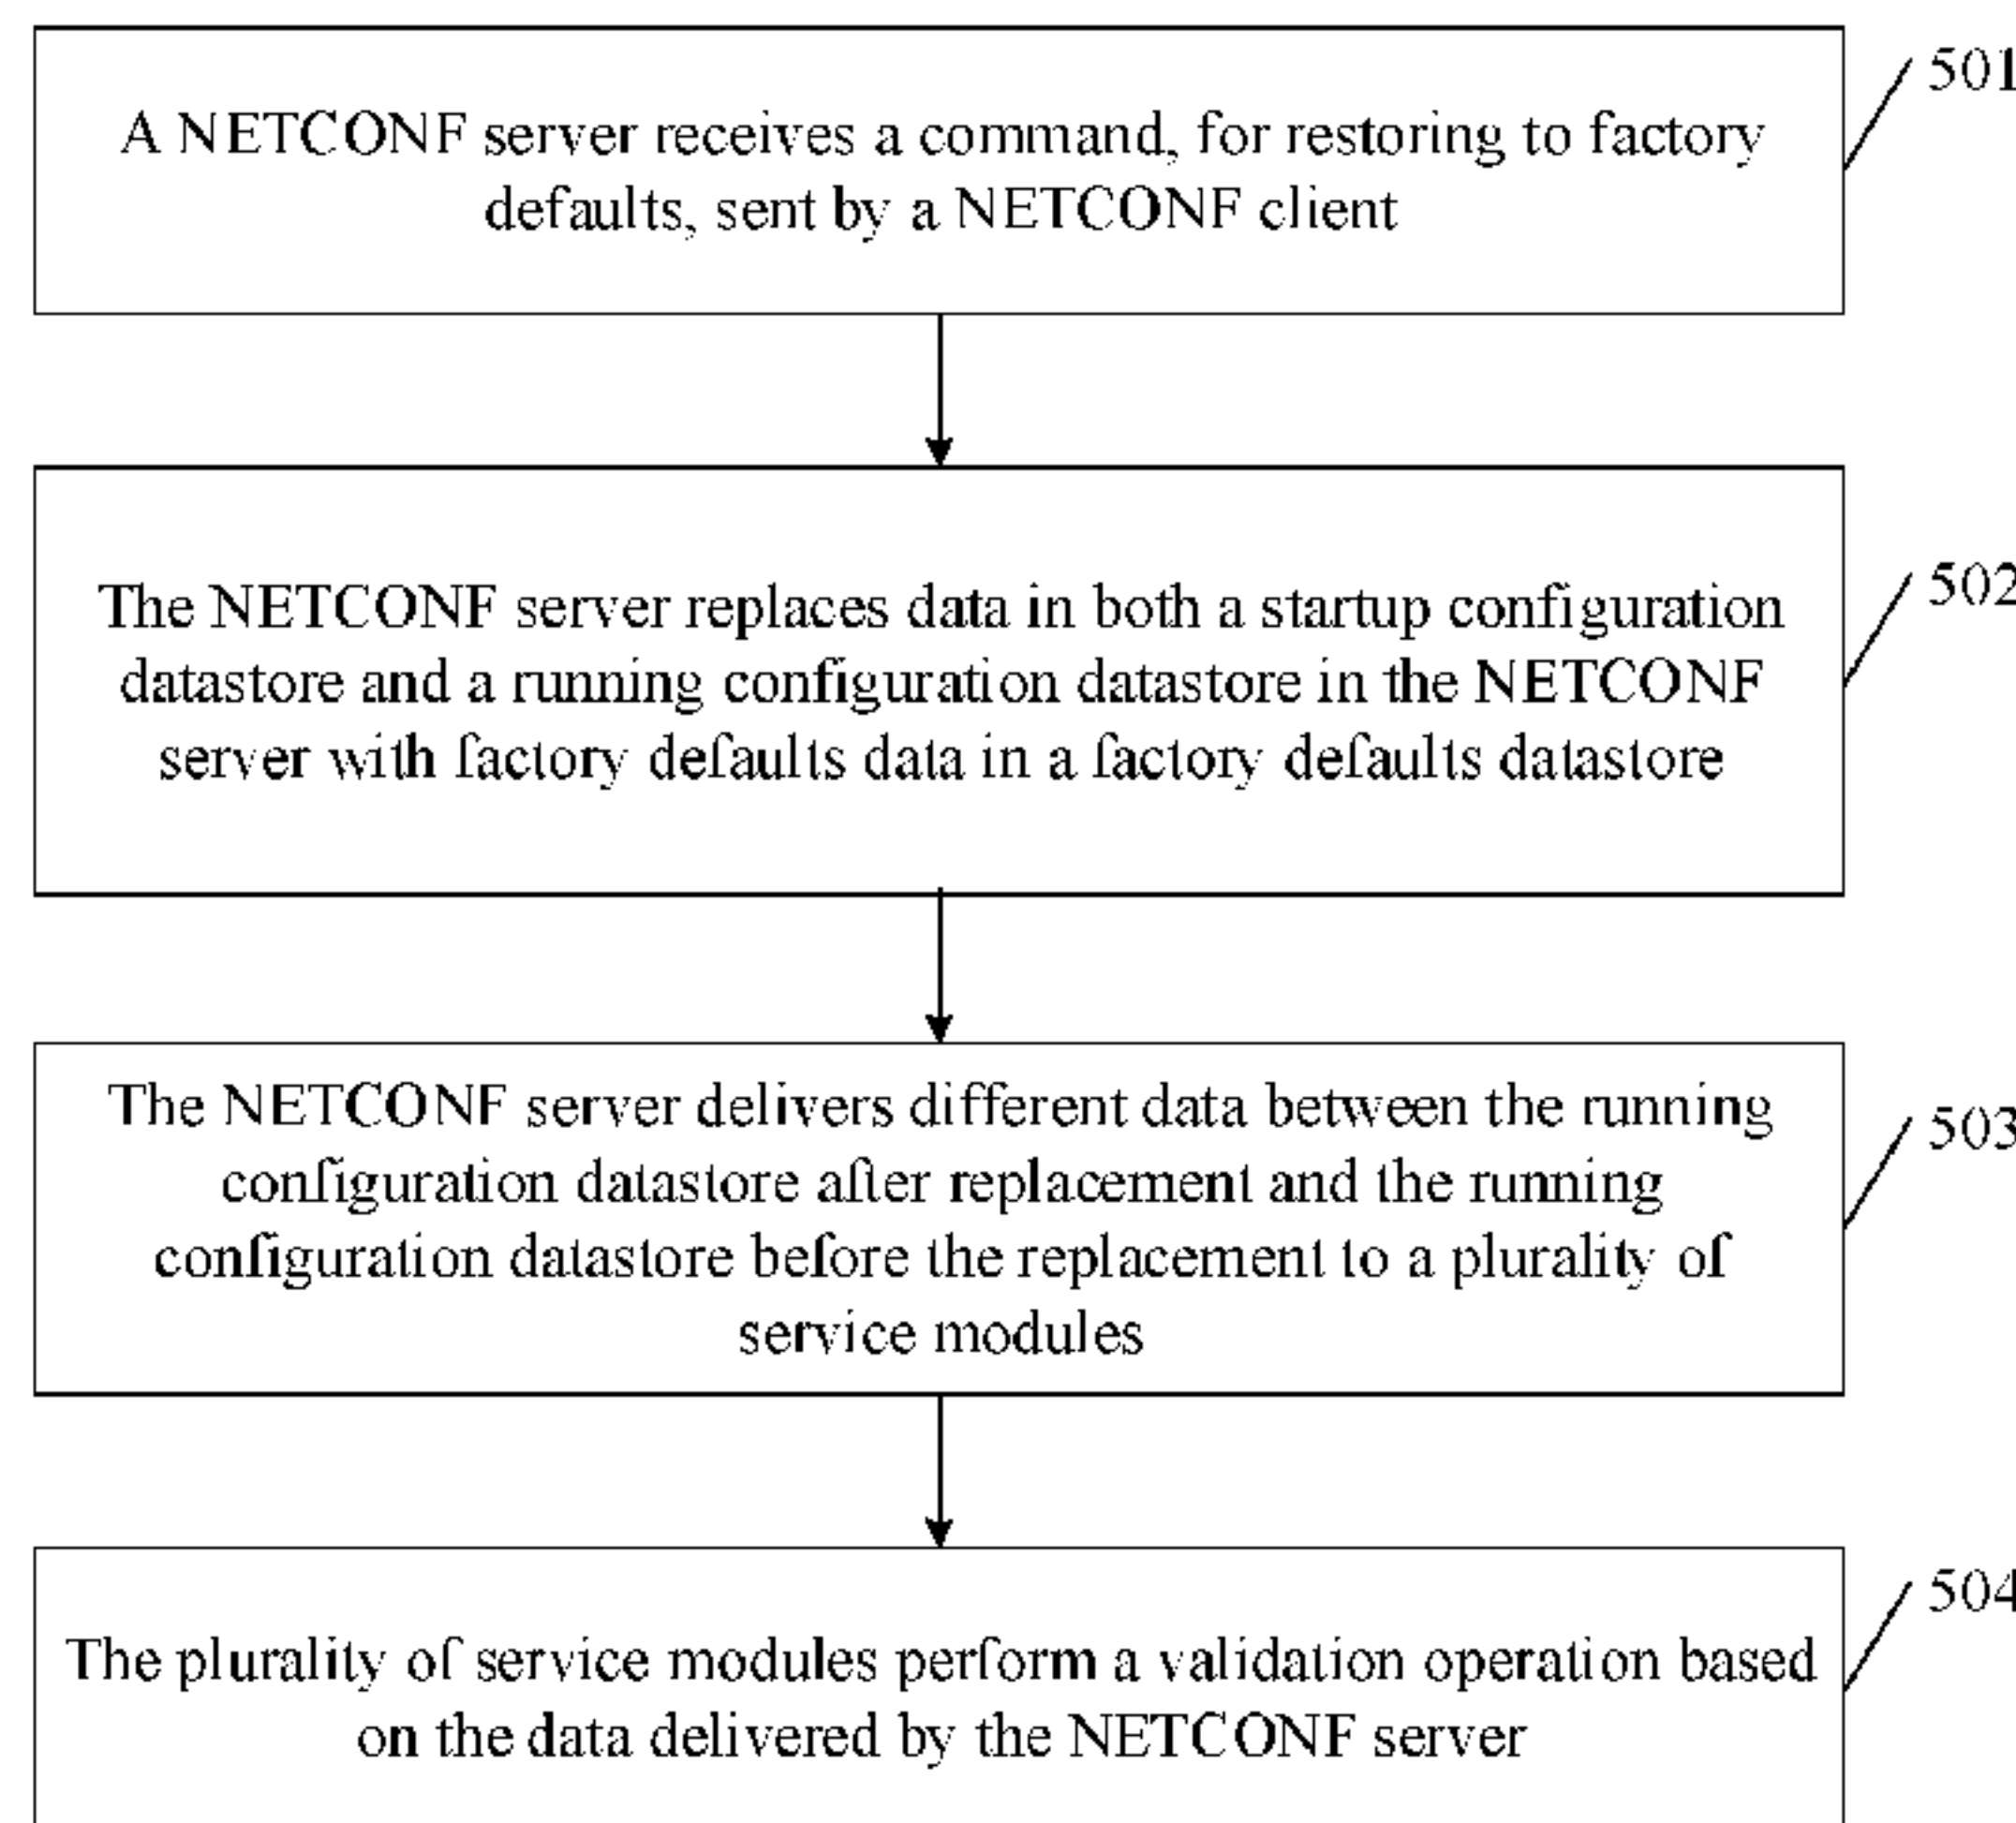 501
A NETCONF server receives a command, for restoring to factory
defaults, sent by a NETCONF client
502
The NETCONF server replaces data in both a startup configuration
datastore and a running configuration datastore in the NETCONF
server with factory defaults data in a factory defaults datastore
503
The NETCONF server delivers different data between the running
configuration datastore after replacement and the running
configuration datastore before the replacement to a plurality of
service modules
504
The plurality of service modules perform a validation operation based
on the data delivered by the NETCONF server